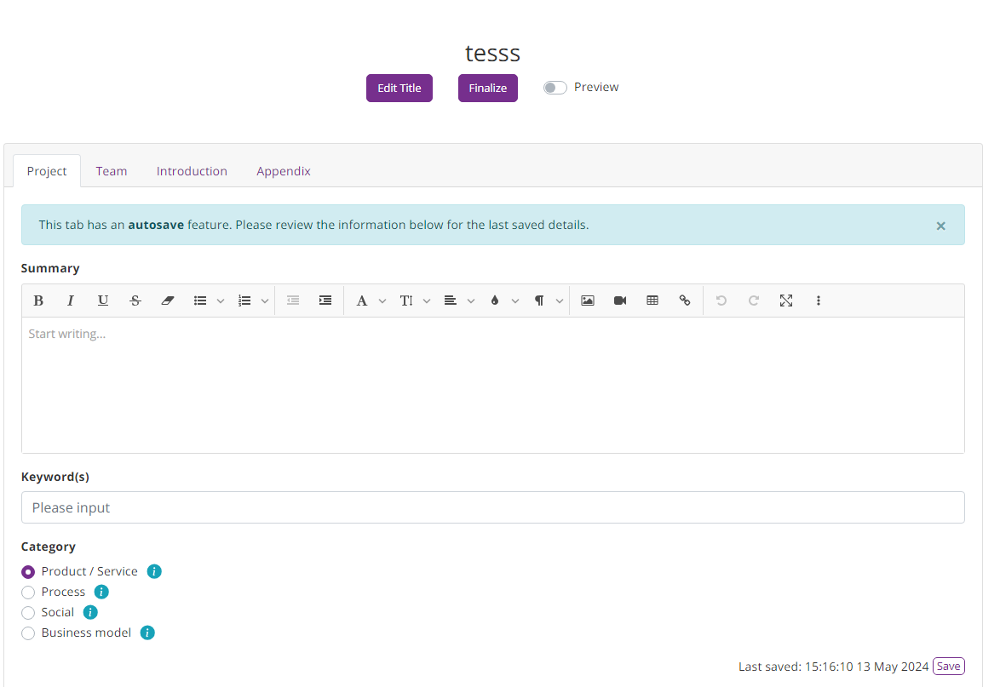 tesss
Edit Title Finalize Preview
Project Team Introduction Appendix
This tab has an autosave feature. Please review the information below for the last saved details.
Summary
Start writing...
Keyword(s)
Please input
Category
Product / Service
Process
Social
Business model
Last saved: 15:16:10 13 May 2024 Save